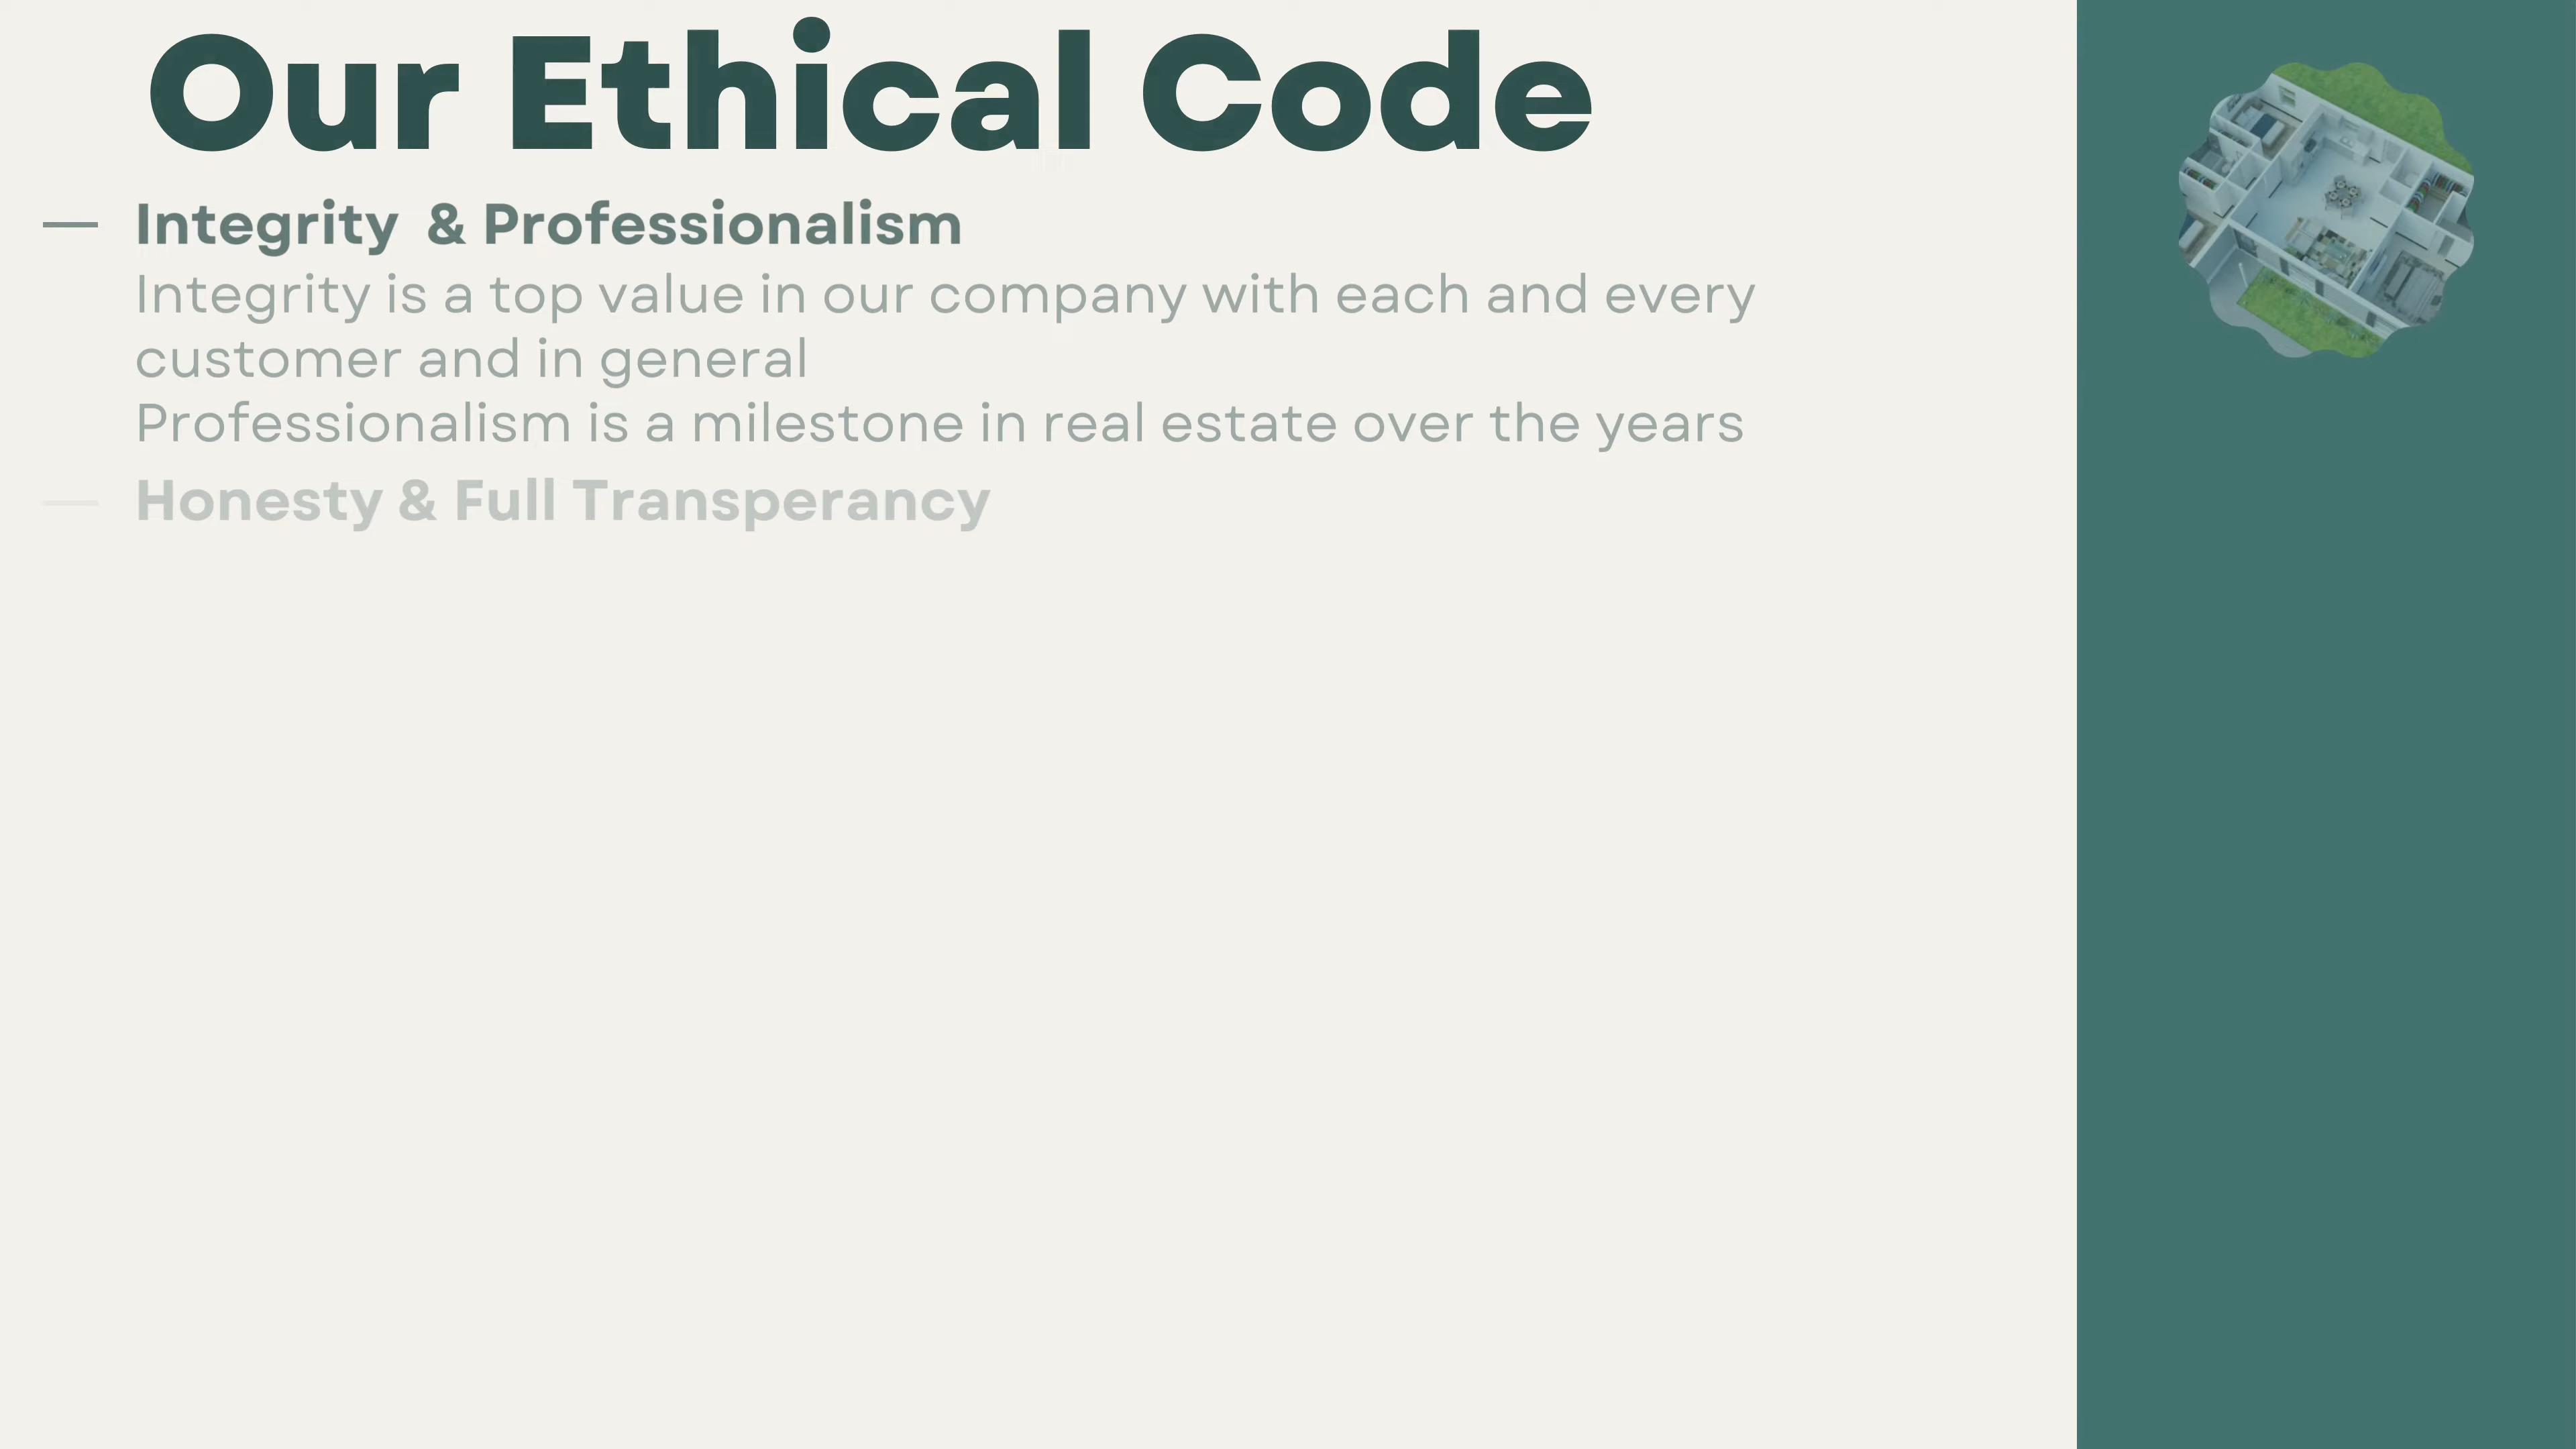 Our Ethical Code
— Integrity  & Professionalism
Integrity is a top value in our company with each and every
customer and in general
Professionalism is a milestone in real estate over the years
— Honesty & Full Transperancy